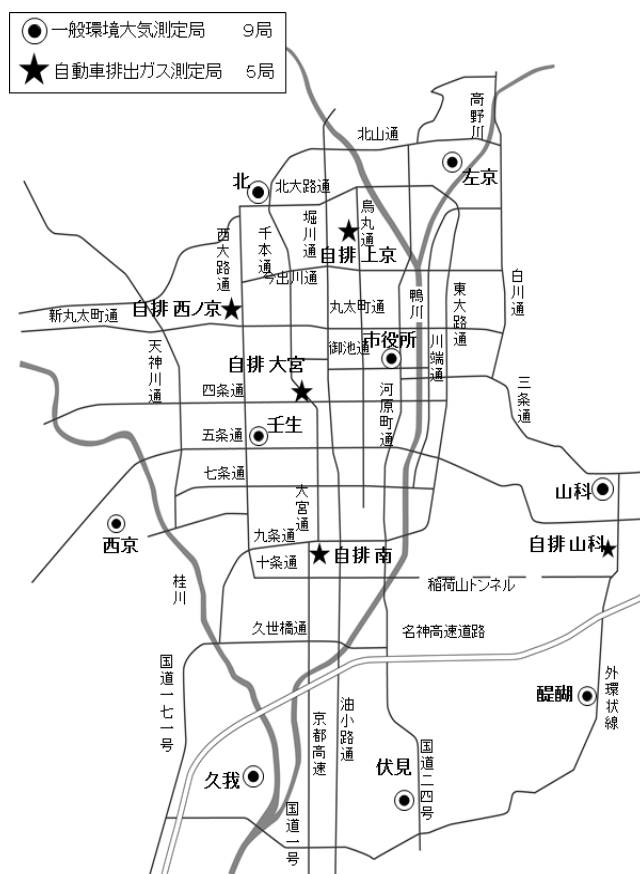 一般環境大気測定局 9局
自動車排出ガス測定局 5局
高野川
北山通
左京
北
北大路通
烏丸通
堀川通
千本通
西大路通
自排 上京
今出川通
白川通
東大路通
鴨川
自排 西ノ京
新丸太町通
丸太町通
市役所
御池通
川端通
天神川通
自排 大宮
四条通
河原町通
三条通
壬生
五条通
七条通
大宮通
山科
西京
九条通
自排 南
自排 山科
十条通
稲荷山トンネル
桂川
久世橋通
名神高速道路
国道一七一号
外環状線
醍醐
油小路通
京都高速
国道二四号
伏見
久我
国道一号